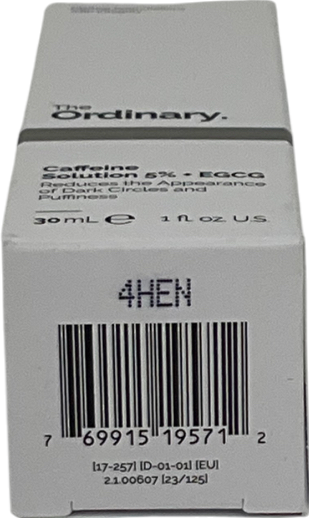 The
Ordinary.
Caffeine
Solution 5% + EGCG
Reduces the Appearance
of Dark Circles and
Puffiness
30 mL ℮ 1 fl. oz. U.S.
4HEN
7 69915 19571 2
[17-257] [D-01-01] [EU]
2.1.00607 [23/125]